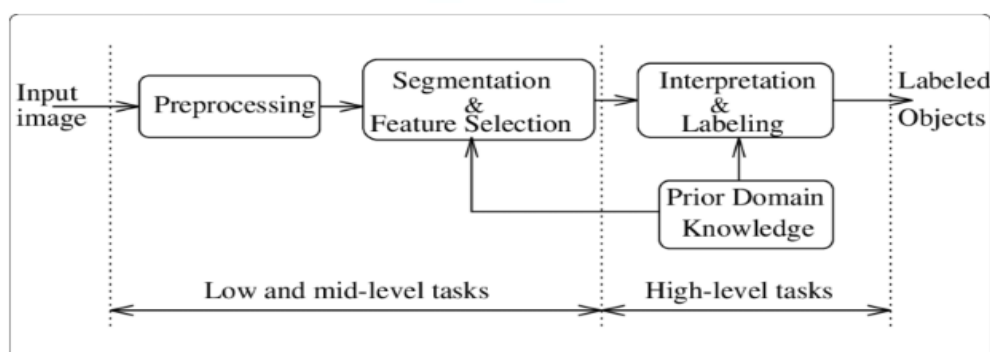 Input
image
Preprocessing
Segmentation
&
Feature Selection
Interpretation
&
Labeling
Labeled
Objects
Prior Domain
Knowledge
Low and mid-level tasks
High-level tasks